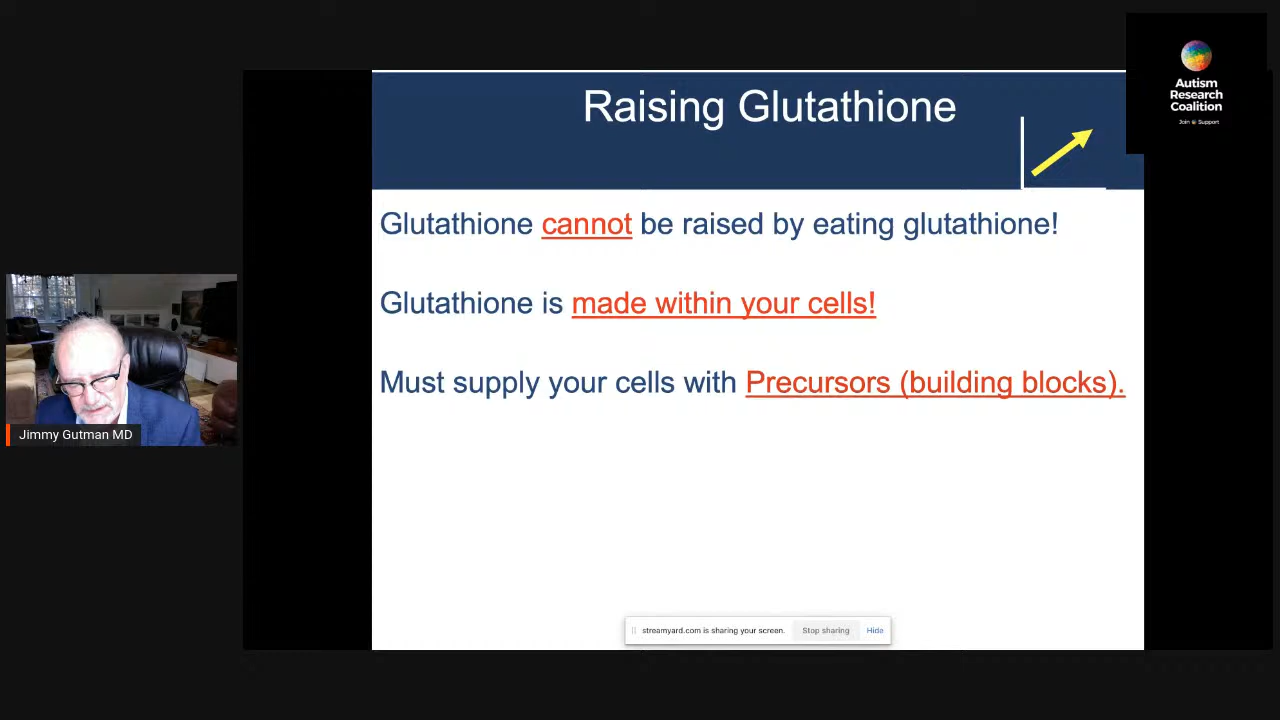 Raising Glutathione
Autism
Research
Coalition
Join Support
Glutathione cannot be raised by eating glutathione!
Glutathione is made within your cells!
Must supply your cells with Precursors (building blocks).
Jimmy Gutman MD
streamyard.com is sharing your screen. Stop sharing Hide